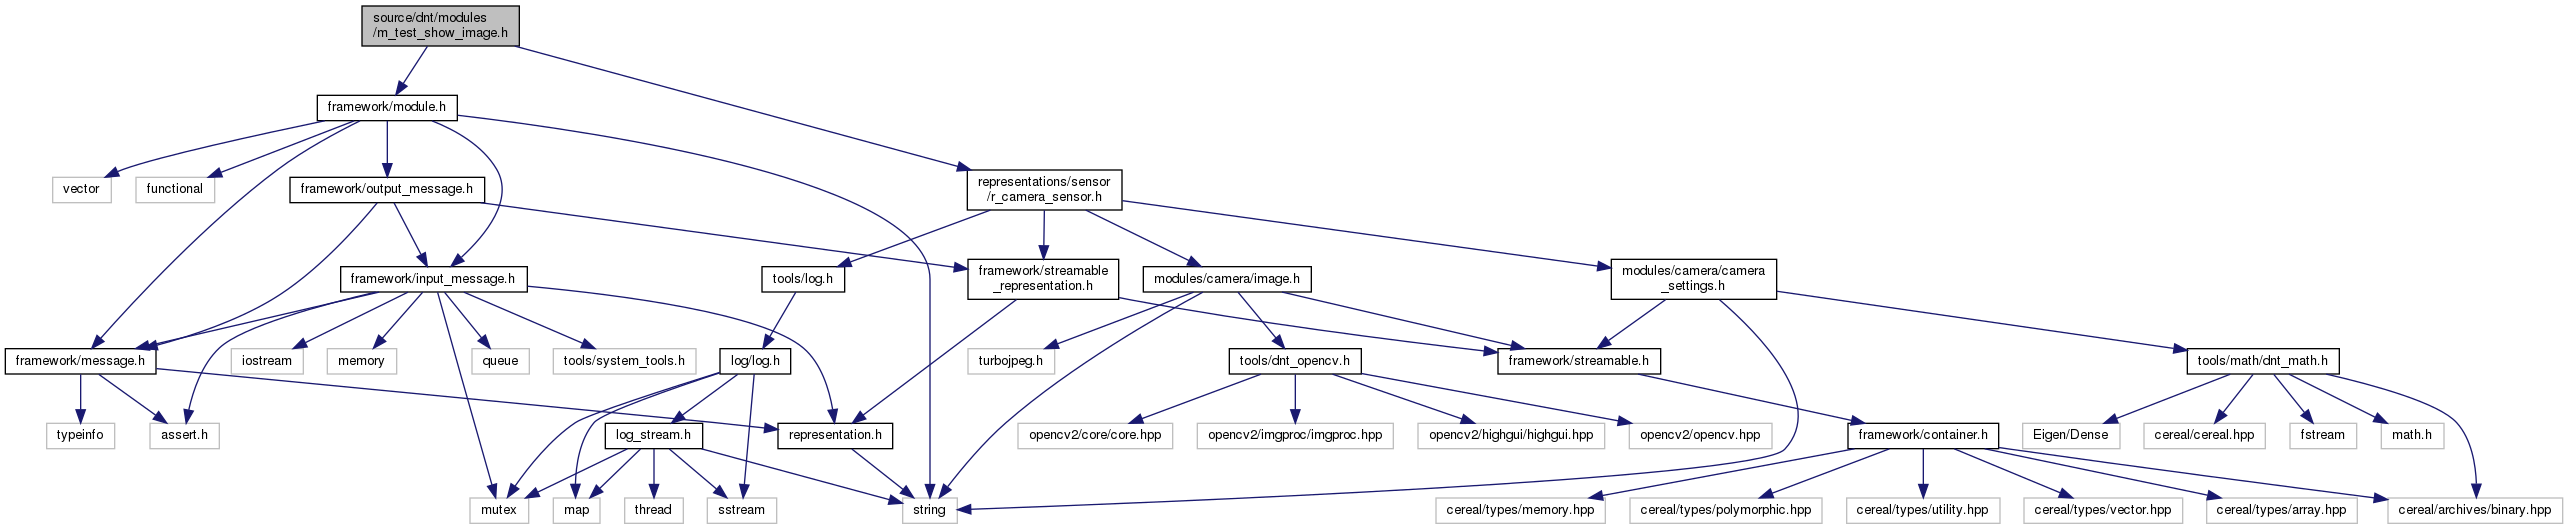 source/dnt/modules
/m_test_show_image.h
framework/module.h
vector
functional
framework/output_message.h
representations/sensor
/r_camera_sensor.h
framework/input_message.h
tools/log.h
framework/streamable
_representation.h
modules/camera/image.h
modules/camera/camera
_settings.h
framework/message.h
iostream
memory
queue
tools/system_tools.h
log/log.h
turbojpeg.h
tools/dnt_opencv.h
framework/streamable.h
tools/math/dnt_math.h
typeinfo
assert.h
log_stream.h
representation.h
opencv2/core/core.hpp
opencv2/imgproc/imgproc.hpp
opencv2/highgui/highgui.hpp
opencv2/opencv.hpp
framework/container.h
Eigen/Dense
cereal/cereal.hpp
fstream
math.h
mutex
map
thread
sstream
string
cereal/types/memory.hpp
cereal/types/polymorphic.hpp
cereal/types/utility.hpp
cereal/types/vector.hpp
cereal/types/array.hpp
cereal/archives/binary.hpp